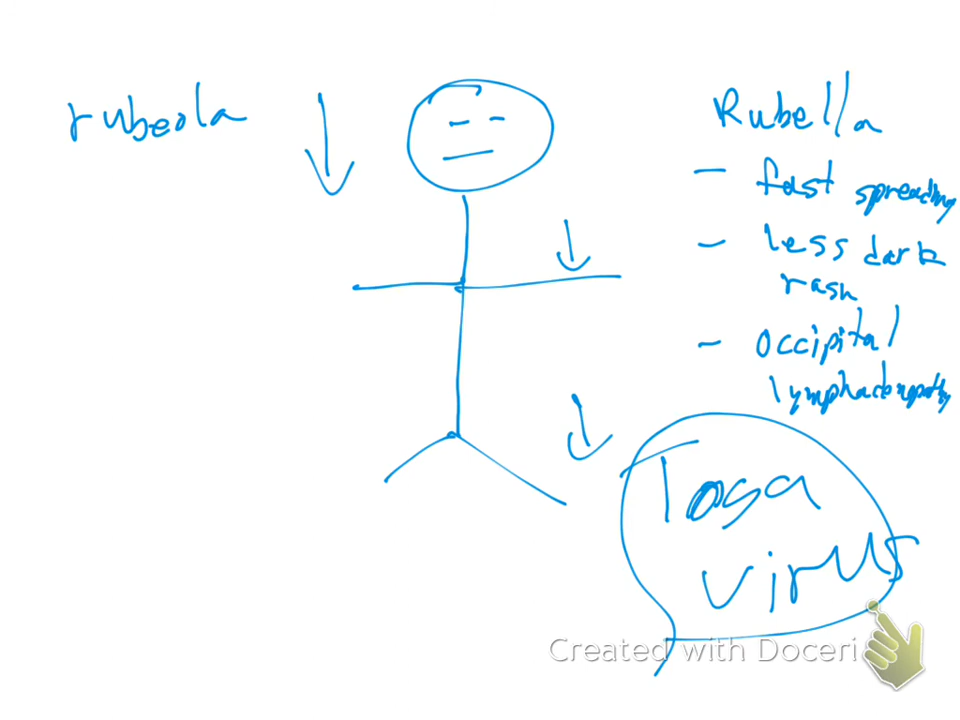 rubeola
Rubella
- fast spreading
- less dark
rash
- Occipital
lymphadenopathy
Toga
virus
Created with Doceri